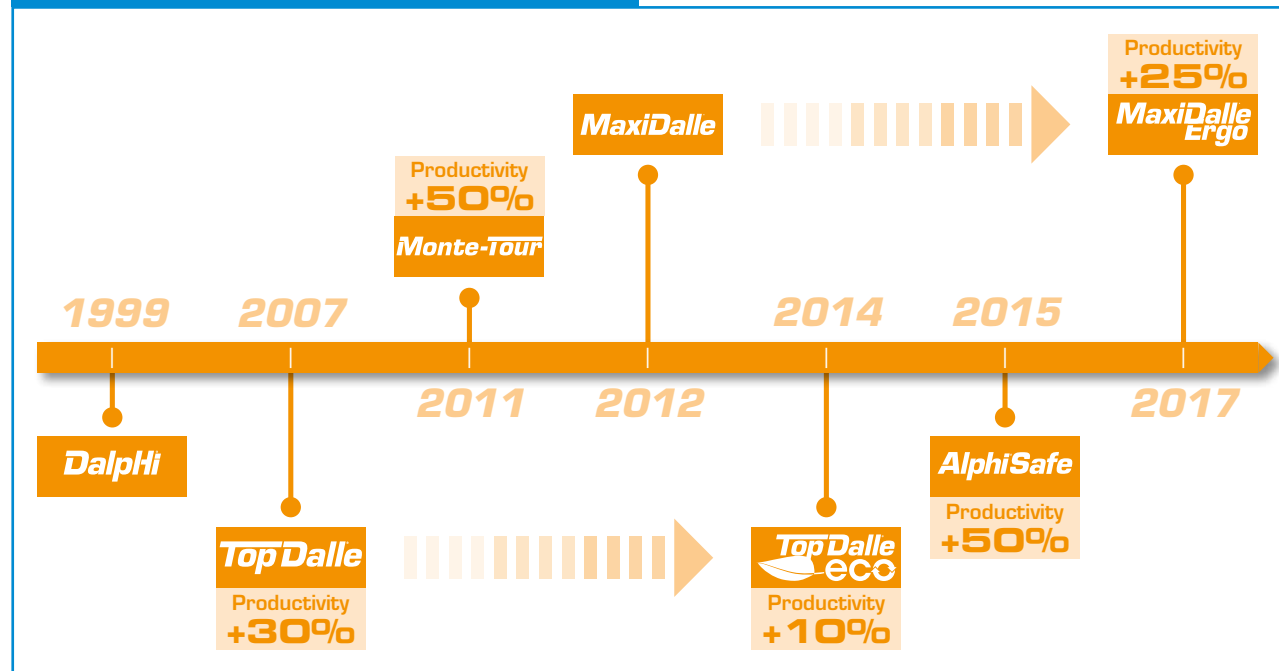 Productivity
+25%
MaxiDalle
Ergo
MaxiDalle
Productivity
+50%
Monte-Tour
1999
2007
2014
2015
2011
2012
2017
DalpHi
AlphiSafe
Productivity
+50%
TopDalle
Productivity
+30%
TopDalle
eco
Productivity
+10%